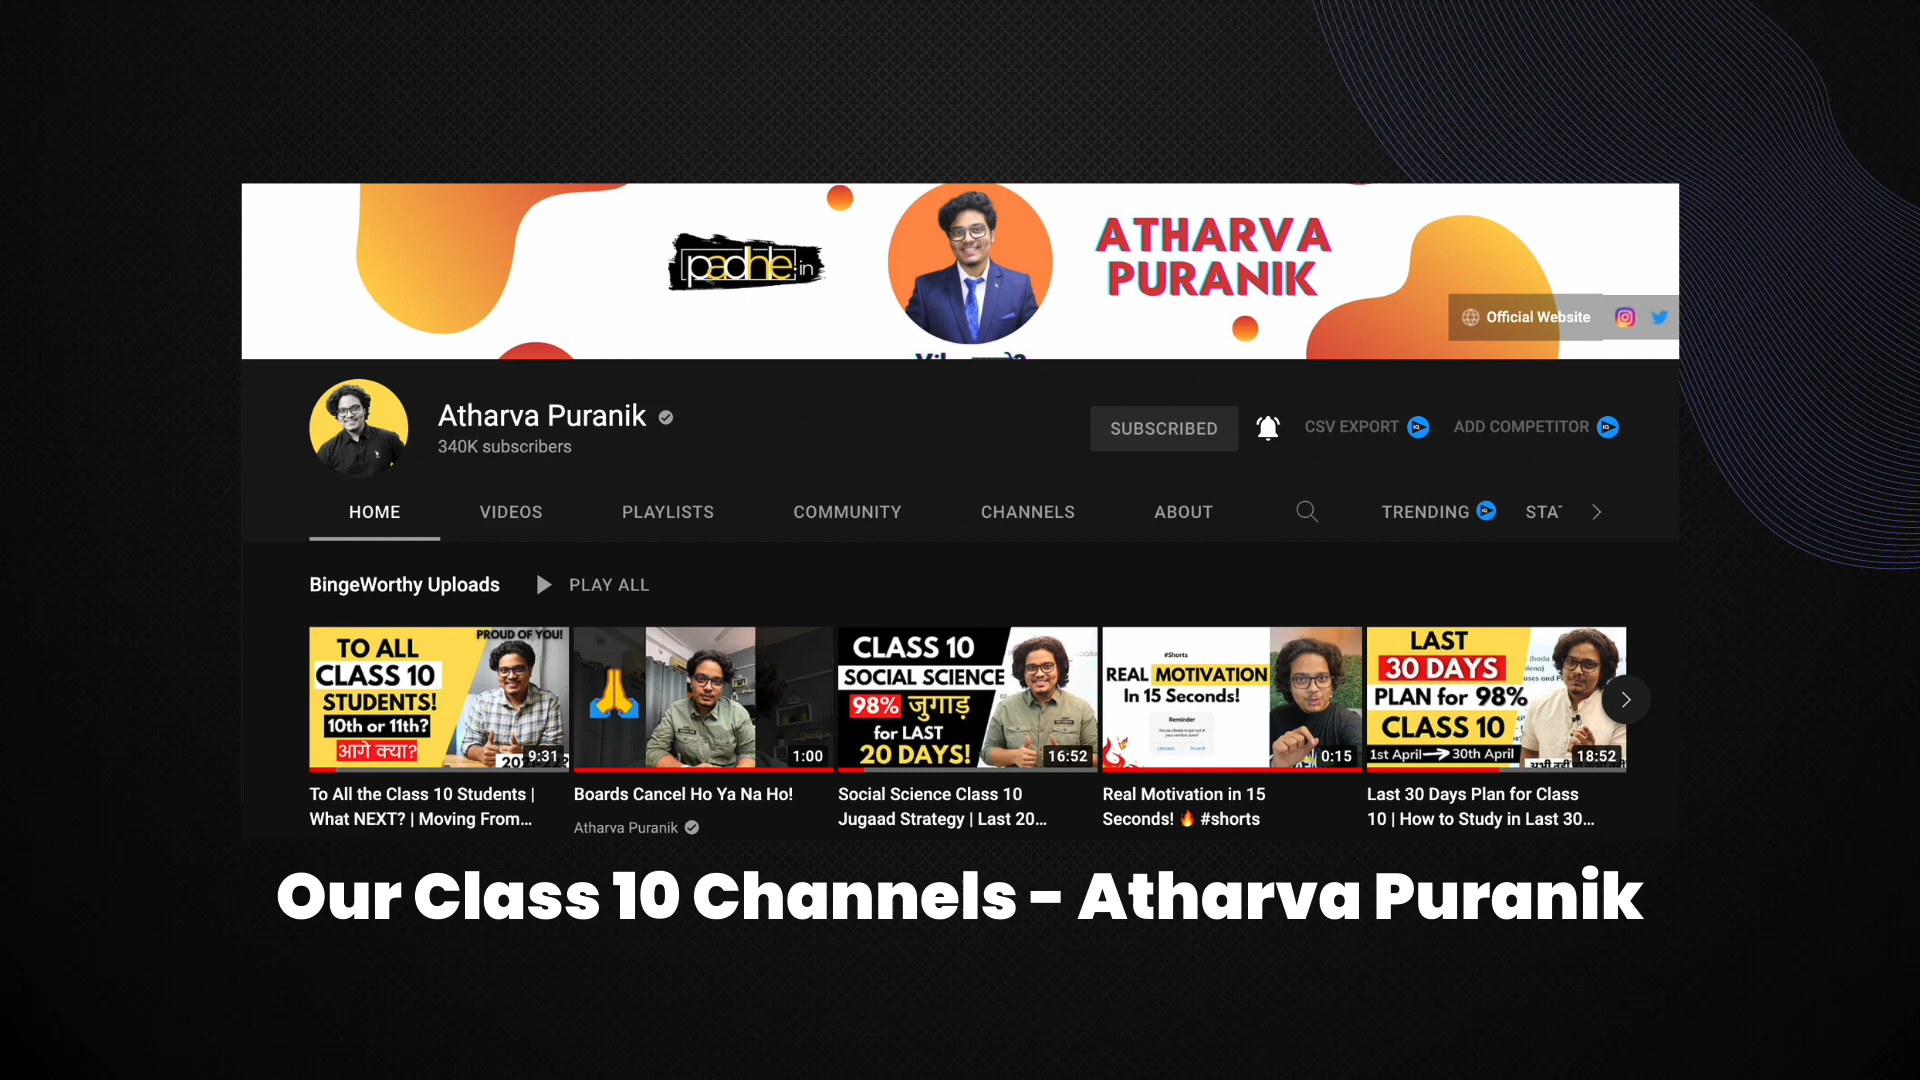 padhle.in
ATHARVA
PURANIK
Official Website
Atharva Puranik
340K subscribers
SUBSCRIBED
CSV EXPORT
ADD COMPETITOR
HOME
VIDEOS
PLAYLISTS
COMMUNITY
CHANNELS
ABOUT
TRENDING
STAT
BingeWorthy Uploads
PLAY ALL
PROUD OF YOU!
TO ALL
CLASS 10
STUDENTS!
10th or 11th?
आगे क्या?
9:31
To All the Class 10 Students |
What NEXT? | Moving From...
1:00
Boards Cancel Ho Ya Na Ho!
Atharva Puranik
CLASS 10
SOCIAL SCIENCE
98% जुगाड़
for LAST
20 DAYS!
16:52
Social Science Class 10
Jugaad Strategy | Last 20...
#Shorts
REAL MOTIVATION
In 15 Seconds!
Reminder
0:15
Real Motivation in 15
Seconds! 🔥 #shorts
LAST
30 DAYS
PLAN for 98%
CLASS 10
1st April → 30th April
18:52
Last 30 Days Plan for Class
10 | How to Study in Last 30...
Our Class 10 Channels - Atharva Puranik